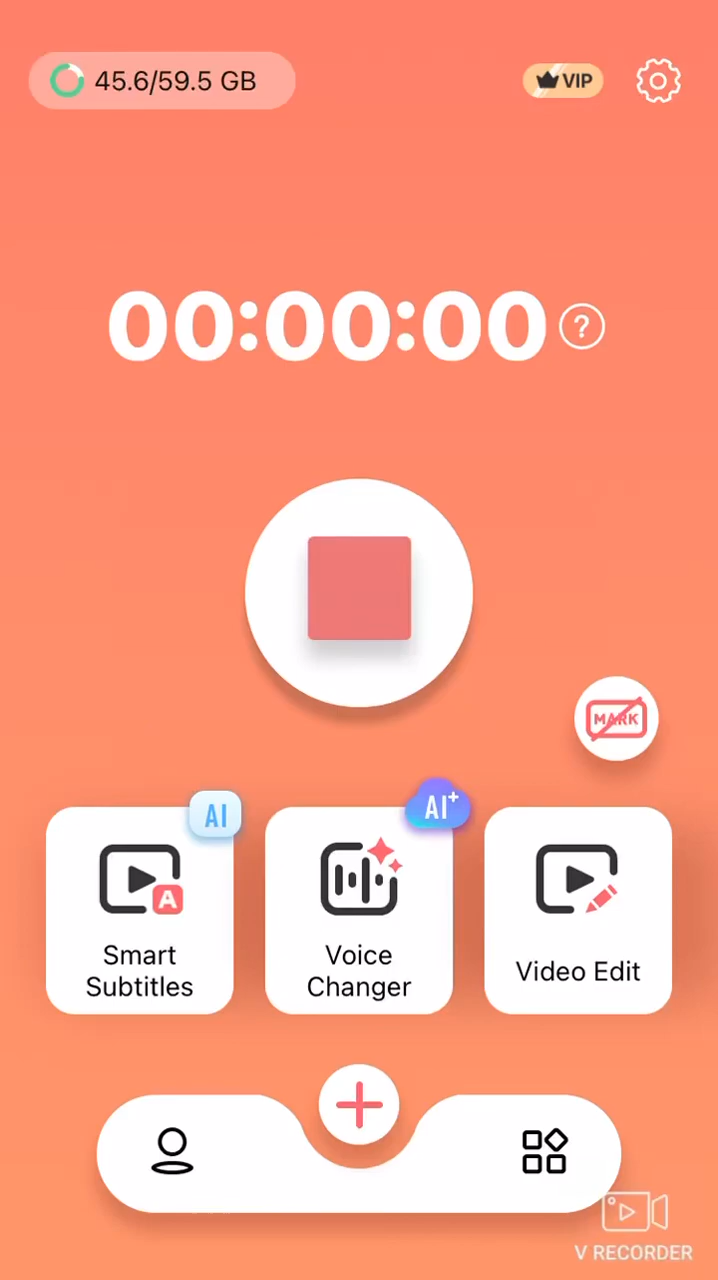 45.6/59.5 GB
VIP
00:00:00 ?
MARK
AI
AI+
Smart
Subtitles
Voice
Changer
Video Edit
A
V RECORDER